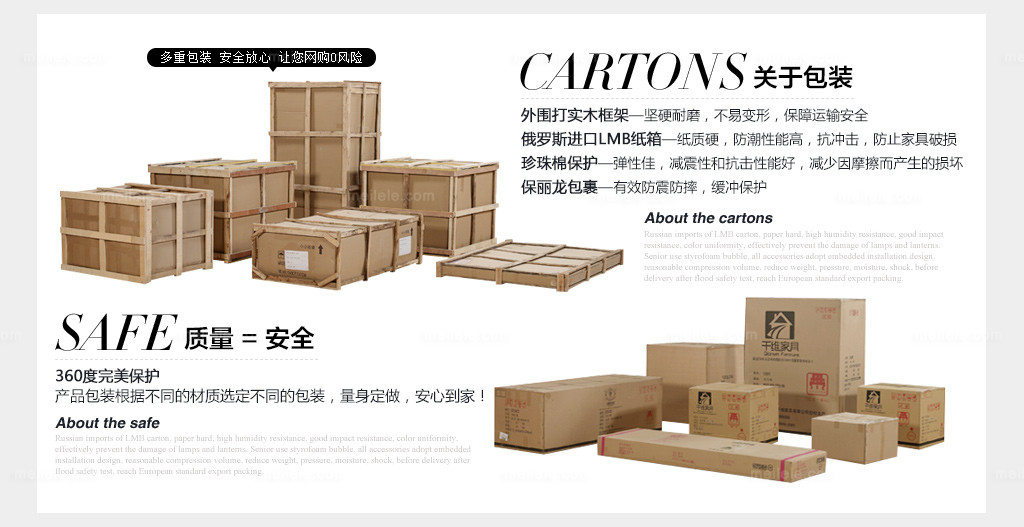 多重包装 安全放心 让您网购0风险
CARTONS 关于包装
外围打实木框架—坚硬耐磨，不易变形，保障运输安全
俄罗斯进口LMB纸箱—纸质硬，防潮性能高，抗冲击，防止家具破损
珍珠棉保护—弹性佳，减震性和抗击性能好，减少因摩擦而产生的损坏
保丽龙包裹—有效防震防摔，缓冲保护
About the cartons
Russian imports of LMB carton, paper hard, high humidity resistance, good impact
resistance, color uniformity, effectively prevent the damage of lamps and lanterns.
Senior use styrofoam bubble, all accessories adopt embedded installation design,
reasonable compression volume, reduce weight, pressure, moisture, shock, before
delivery after flood safety test, reach European standard export packing.
SAFE 质量 = 安全
360度完美保护
产品包装根据不同的材质选定不同的包装，量身定做，安心到家！
About the safe
Russian imports of LMB carton, paper hard, high humidity resistance, good impact resistance, color uniformity,
effectively prevent the damage of lamps and lanterns. Senior use styrofoam bubble, all accessories adopt embedded
installation design, reasonable compression volume, reduce weight, pressure, moisture, shock, before delivery after
flood safety test, reach European standard export packing.
千维家具
千维家具
千维家具